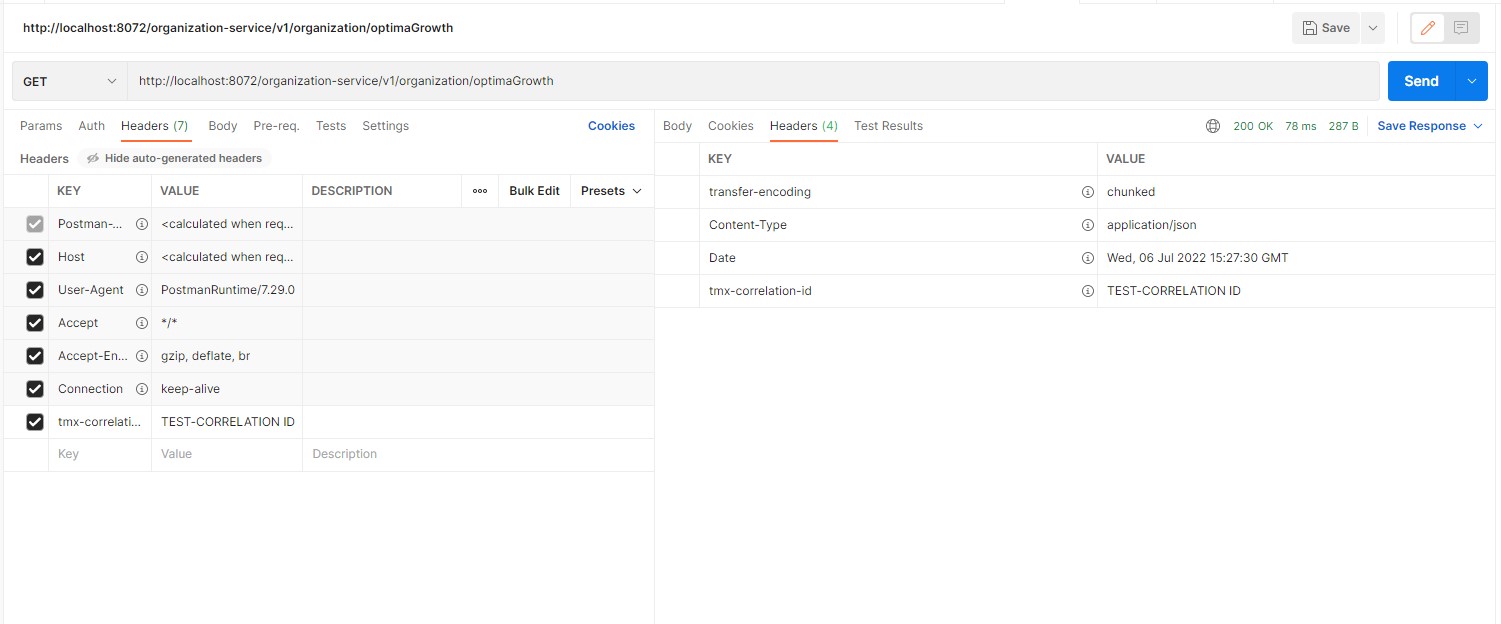 http://localhost:8072/organization-service/v1/organization/optimaGrowth
Save
GET
http://localhost:8072/organization-service/v1/organization/optimaGrowth
Send
Params Auth Headers (7) Body Pre-req. Tests Settings Cookies
Headers Hide auto-generated headers
KEY VALUE DESCRIPTION ooo Bulk Edit Presets
Postman-... <calculated when req...
Host <calculated when req...
User-Agent PostmanRuntime/7.29.0
Accept */*
Accept-En... gzip, deflate, br
Connection keep-alive
tmx-correlati... TEST-CORRELATION ID
Key Value Description
Body Cookies Headers (4) Test Results 200 OK 78 ms 287 B Save Response
KEY VALUE
transfer-encoding chunked
Content-Type application/json
Date Wed, 06 Jul 2022 15:27:30 GMT
tmx-correlation-id TEST-CORRELATION ID